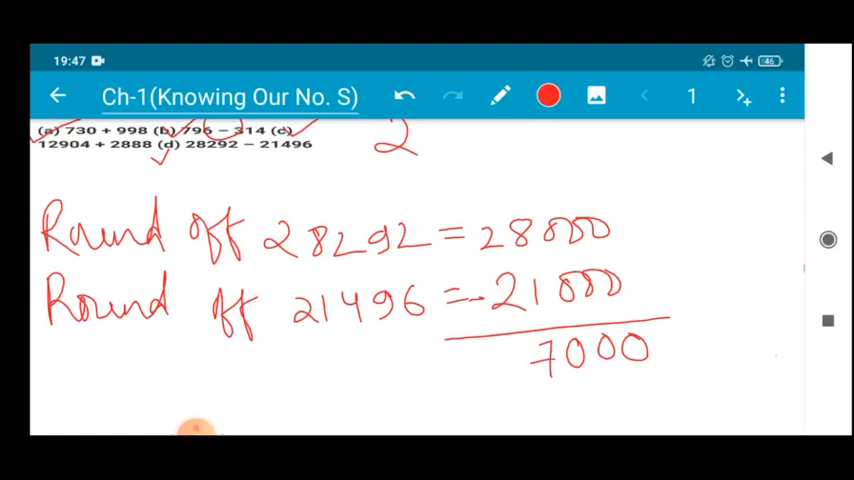 19:47 46
Ch-1(Knowing Our No. S) 1
(a) 730 + 998 (b) 796 – 314 (c)
12904 + 2888 (d) 28292 – 21496
2
Round off 28292 = 28000
Round off 21496 = -21000
7000